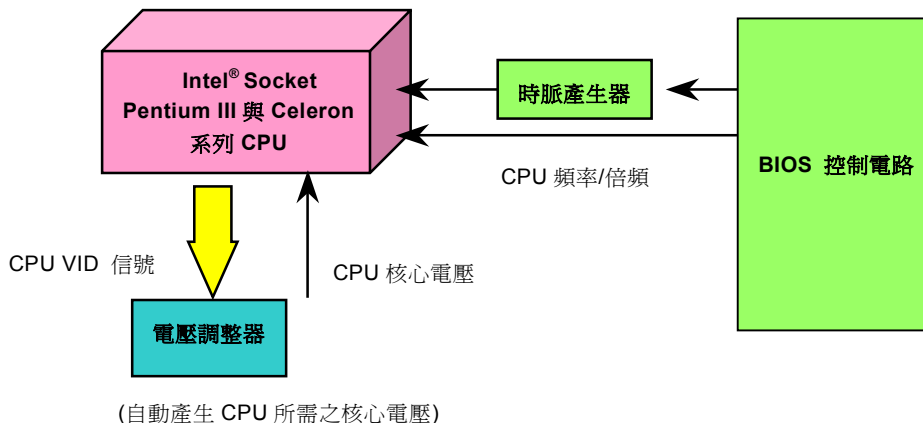 Intel® Socket
Pentium III 與 Celeron
系列 CPU
時脈產生器
BIOS 控制電路
CPU 頻率/倍頻
CPU VID 信號
CPU 核心電壓
電壓調整器
(自動產生 CPU 所需之核心電壓)